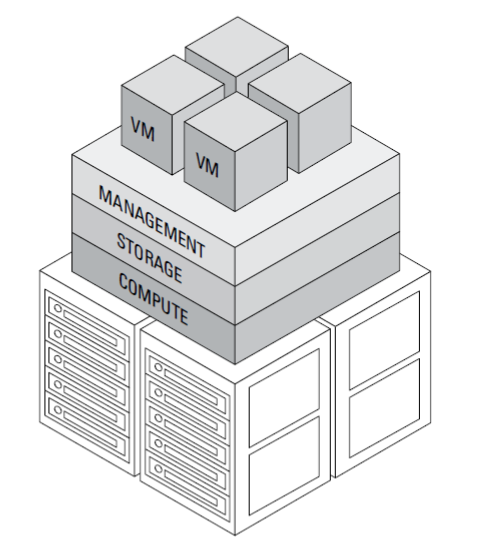 VM
VM
MANAGEMENT
STORAGE
COMPUTE